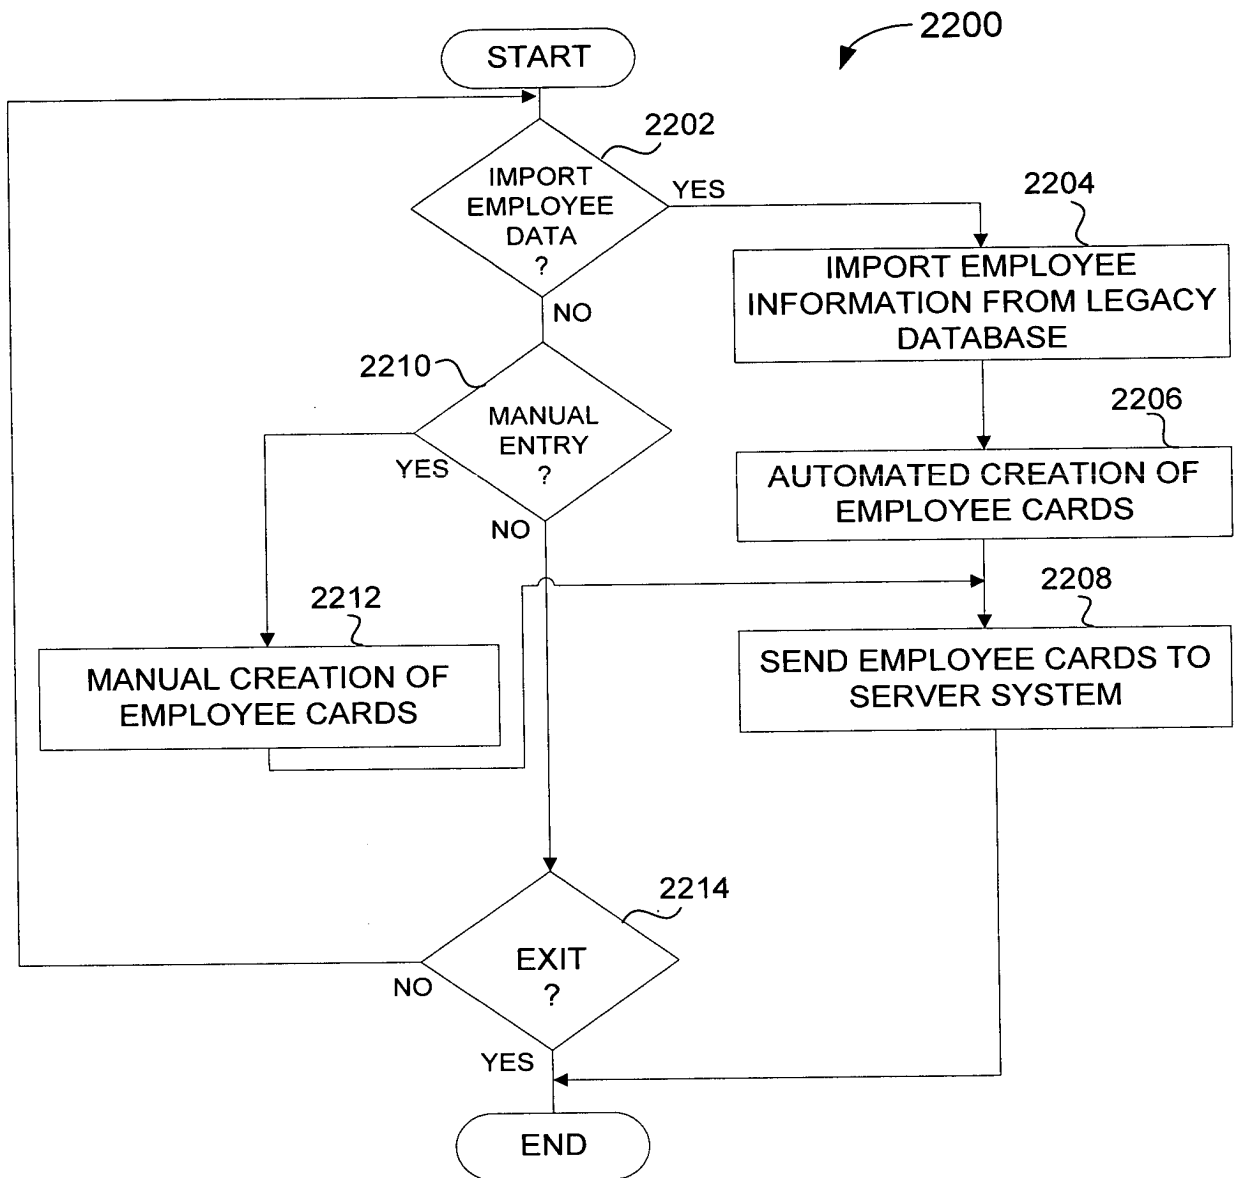 2200
START
2202
IMPORT
EMPLOYEE
DATA
?
YES
NO
2204
IMPORT EMPLOYEE
INFORMATION FROM LEGACY
DATABASE
2210
MANUAL
ENTRY
?
YES
NO
2206
AUTOMATED CREATION OF
EMPLOYEE CARDS
2212
MANUAL CREATION OF
EMPLOYEE CARDS
2208
SEND EMPLOYEE CARDS TO
SERVER SYSTEM
2214
EXIT
?
NO
YES
END